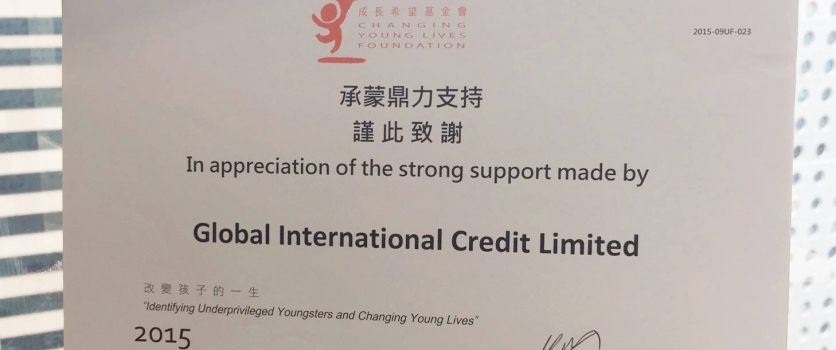 成長希望基金會
CHANGING
YOUNG LIVES
FOUNDATION
2015-09UF-023
承蒙鼎力支持
謹此致謝
In appreciation of the strong support made by
Global International Credit Limited
改變孩子的一生
"Identifying Underprivileged Youngsters and Changing Young Lives"
2015